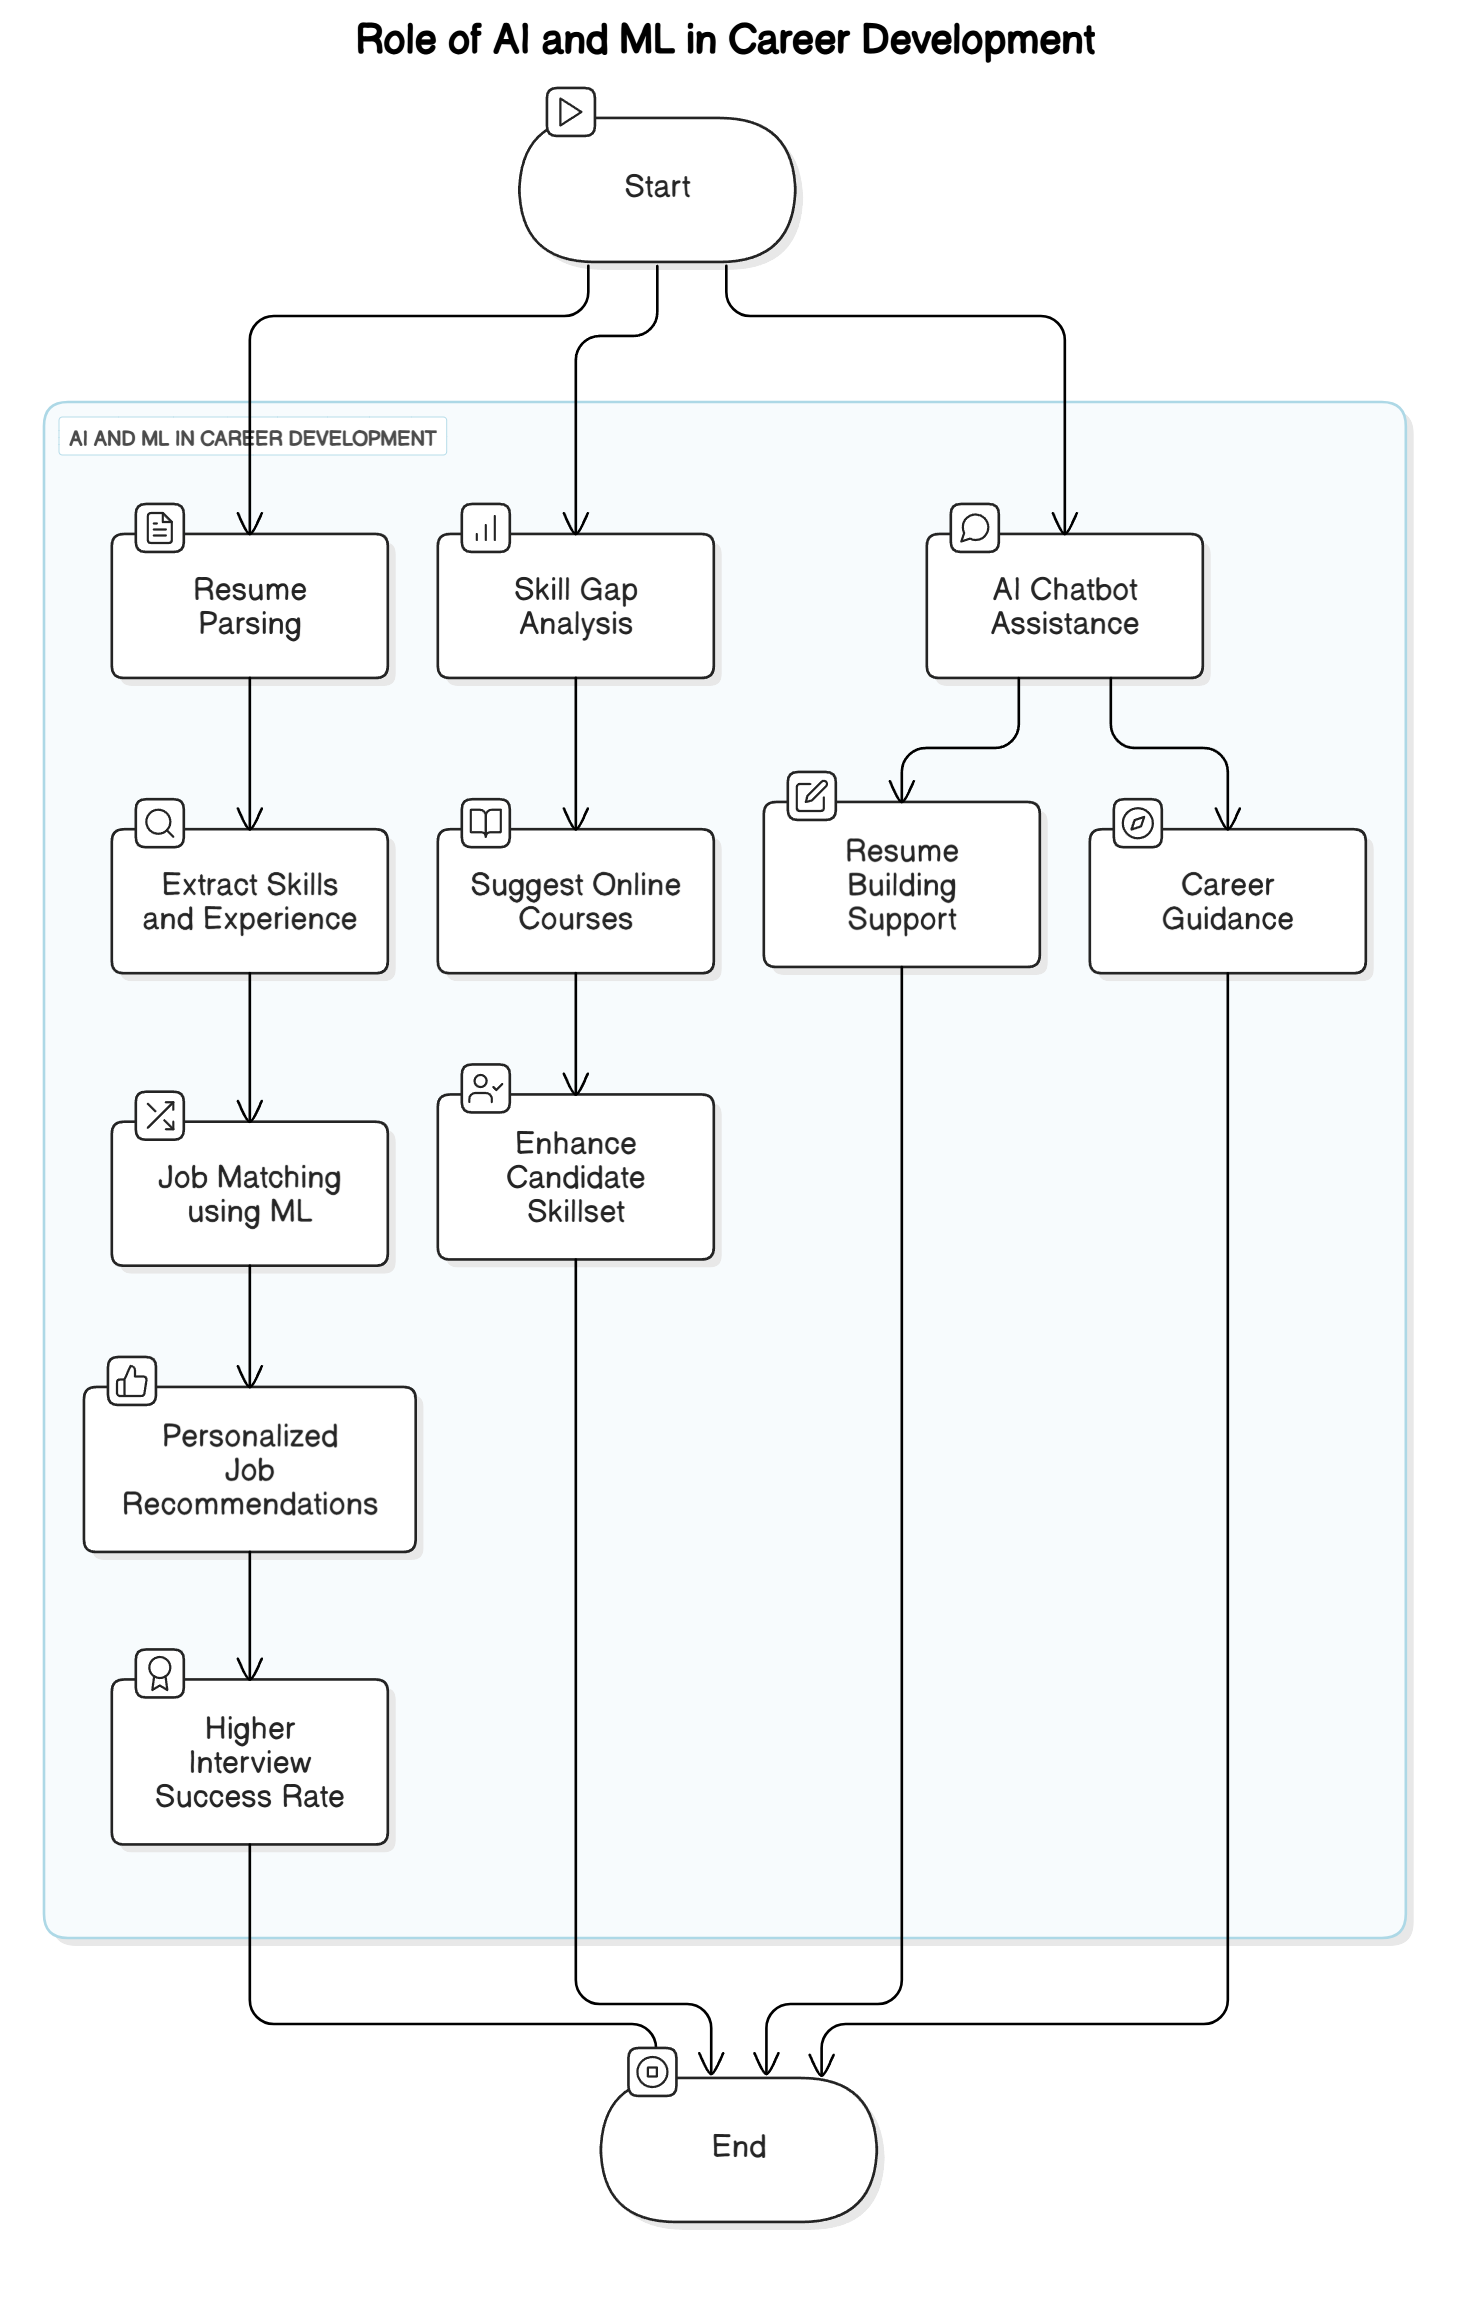 Role of AI and ML in Career Development
Start
AI AND ML IN CAREER DEVELOPMENT
Resume
Parsing
Skill Gap
Analysis
AI Chatbot
Assistance
Extract Skills
and Experience
Suggest Online
Courses
Resume
Building
Support
Career
Guidance
Job Matching
using ML
Enhance
Candidate
Skillset
Personalized
Job
Recommendations
Higher
Interview
Success Rate
End